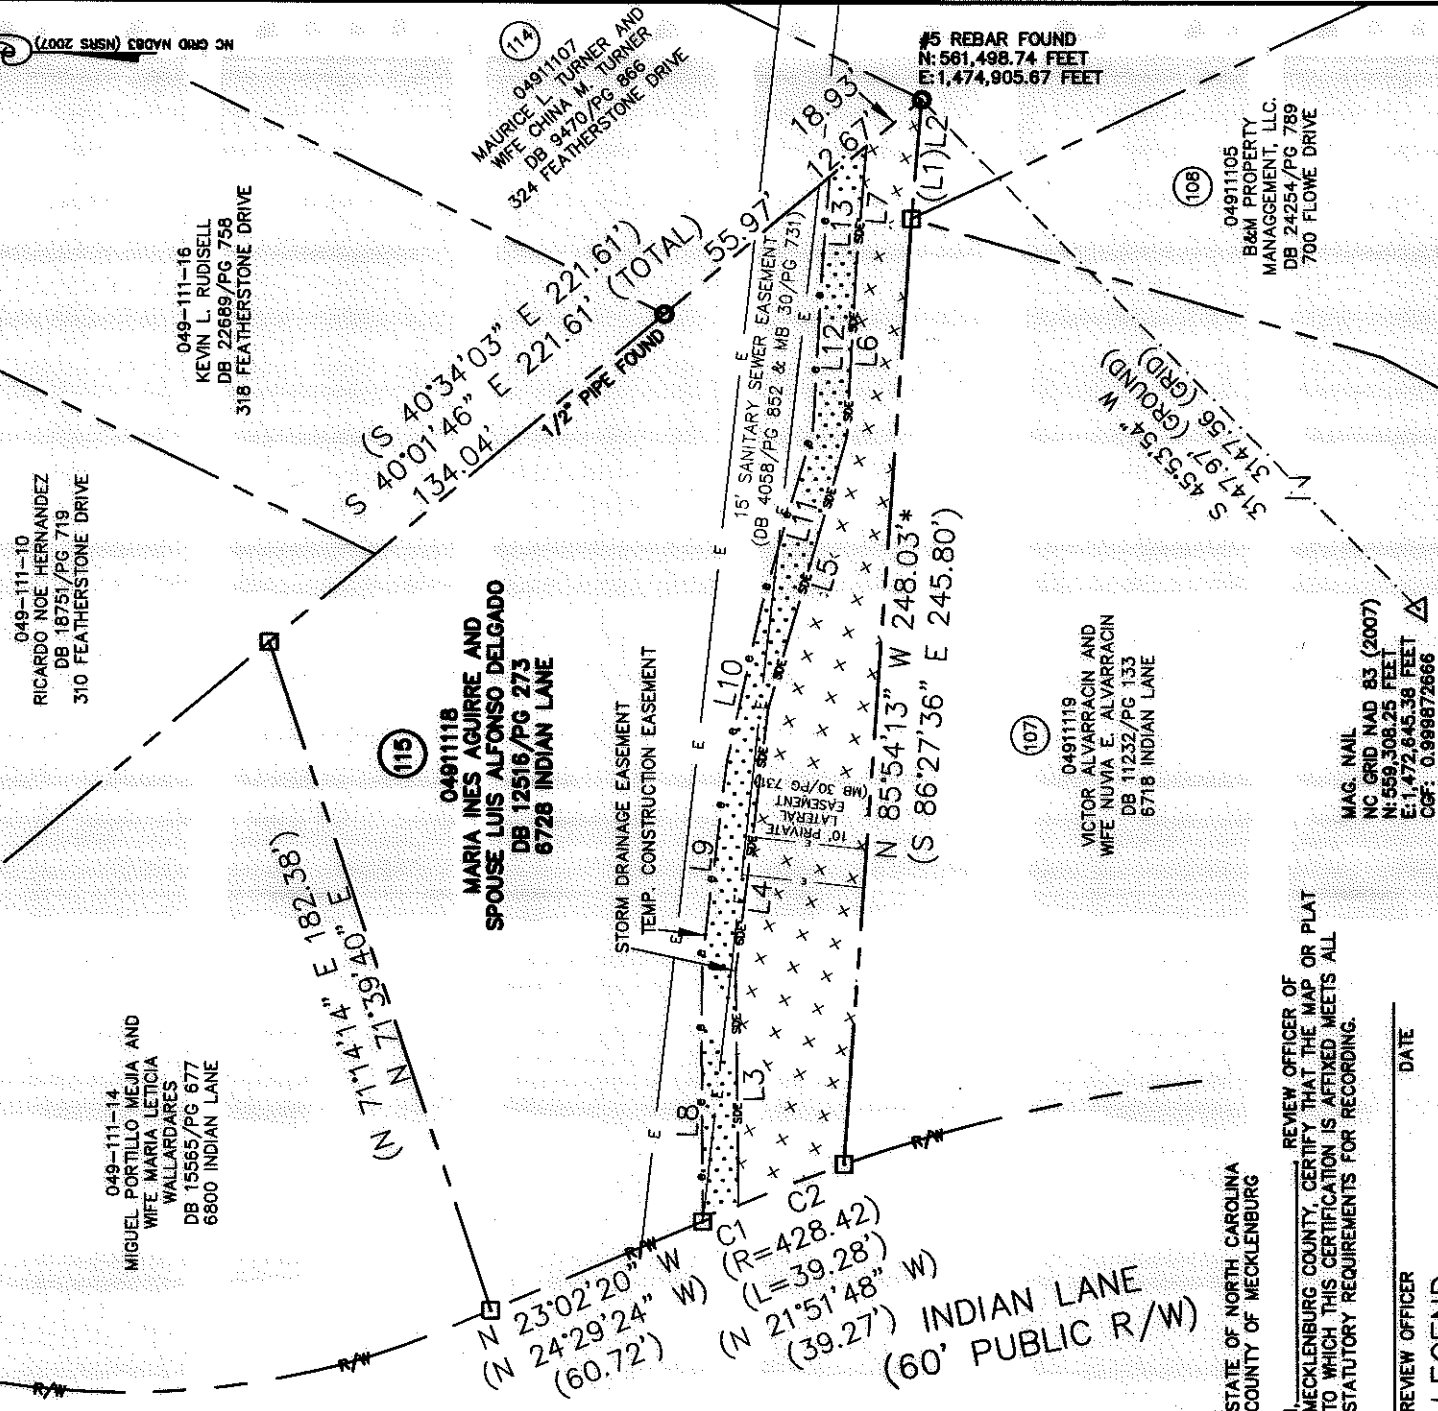 NC GRID NAD83 (NSRS 2007)
114
04911107
MAURICE L. TURNER AND
WIFE CHINA M. TURNER
DB 9470/PG 866
324 FEATHERSTONE DRIVE
#5 REBAR FOUND
N: 561,498.74 FEET
E: 1,474,905.67 FEET
049-111-16
KEVIN L. RUDISELL
DB 22689/PG 758
318 FEATHERSTONE DRIVE
108
04911105
B&M PROPERTY
MANAGGEMENT, LLC.
DB 24254/PG 789
700 FLOWE DRIVE
18.93'
12.67'
(L1)L2
(S 40°34'03" E 221.61')
S 40°01'46" E 221.61' (TOTAL)
134.04'
55.97'
1/2" PIPE FOUND
049-111-10
RICARDO NOE HERNANDEZ
DB 18751/PG 719
310 FEATHERSTONE DRIVE
15' SANITARY SEWER EASEMENT
(DB 4058/PG 852 & MB 30/PG 731)
L13
L7
L12
L6
L11
L5
L10
L9
L4
L8
L3
S 45°53'54" W
3147.97' (GROUND)
3147.56 (GRID)
115
04911118
MARIA INES AGUIRRE AND
SPOUSE LUIS ALFONSO DELGADO
DB 12516/PG 273
6728 INDIAN LANE
STORM DRAINAGE EASEMENT
TEMP. CONSTRUCTION EASEMENT
10' PRIVATE
LATERAL
EASEMENT
(MB 30/PG 731)
N 85°54'13" W 248.03'*
(S 86°27'36" E 245.80')
107
04911119
VICTOR ALVARRACIN AND
WIFE NUVIA E. ALVARRACIN
DB 11232/PG 133
6718 INDIAN LANE
MAG. NAIL
NC GRID NAD 83 (2007)
N: 559,308.25 FEET
E: 1,472,645.38 FEET
CGF: 0.999872666
(N 71°14'14" E 182.38')
N 71°39'40" E
049-111-14
MIGUEL PORTILLO MEJIA AND
WIFE MARIA LETICIA
WALLARDARES
DB 15565/PG 677
6800 INDIAN LANE
R/W
R/W
R/W
R/W
E
E
E
E
E
E
SDE
SDE
SDE
SDE
SDE
N 23°02'20" W
(N 24°29'24" W)
(60.72')
C1
C2
(R=428.42)
(L=39.28')
(N 21°51'48" W)
(39.27')
INDIAN LANE
(60' PUBLIC R/W)
STATE OF NORTH CAROLINA
COUNTY OF MECKLENBURG
I, REVIEW OFFICER OF
MECKLENBURG COUNTY, CERTIFY THAT THE MAP OR PLAT
TO WHICH THIS CERTIFICATION IS AFFIXED MEETS ALL
STATUTORY REQUIREMENTS FOR RECORDING.
REVIEW OFFICER DATE
LEGEND